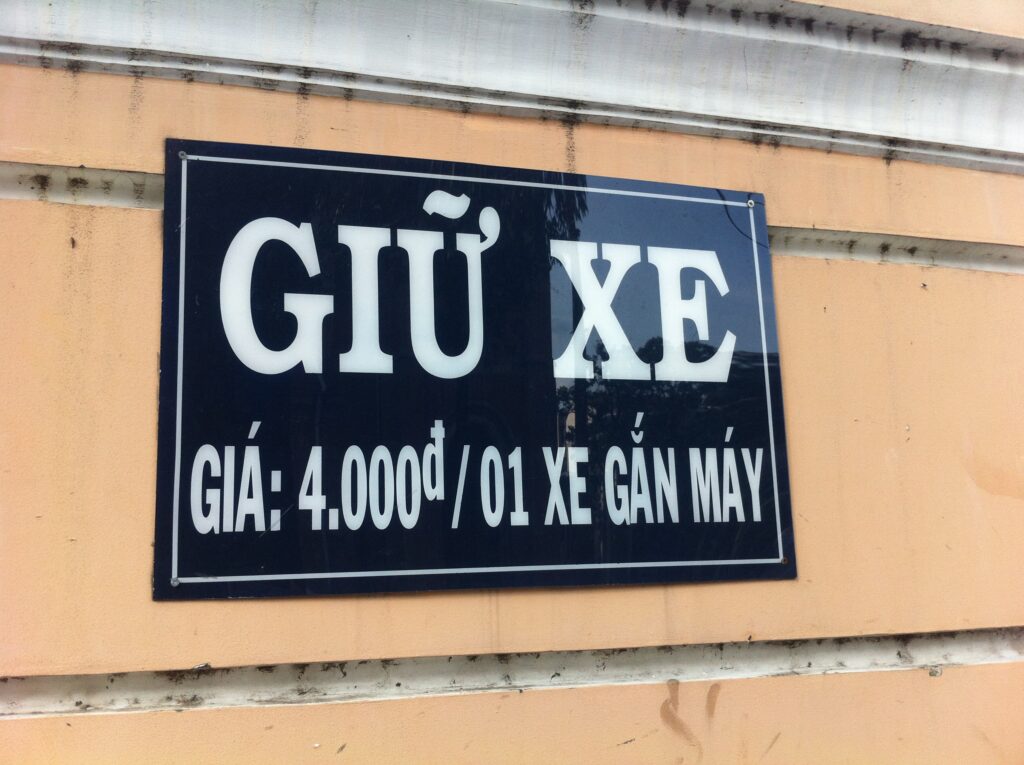 GIỮ XE
GIÁ: 4.000đ / 01 XE GẮN MÁY